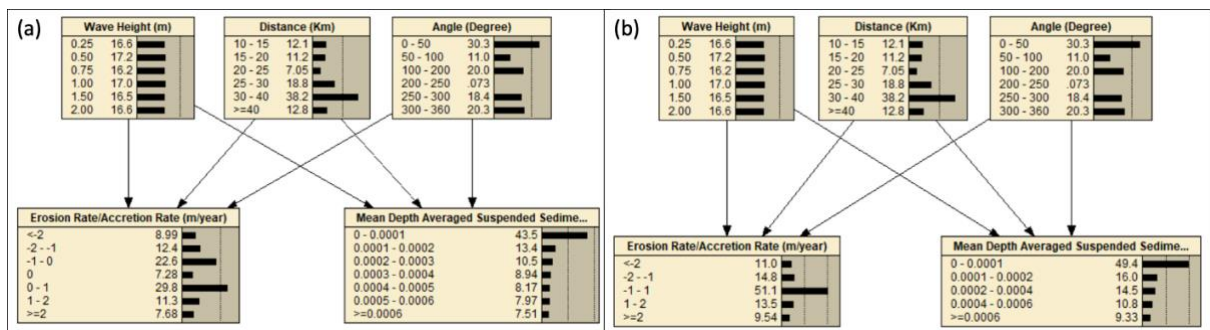 (a)
Wave Height (m)
0.25 16.6
0.50 17.2
0.75 16.2
1.00 17.0
1.50 16.5
2.00 16.6
Distance (Km)
10 - 15 12.1
15 - 20 11.2
20 - 25 7.05
25 - 30 18.8
30 - 40 38.2
>=40 12.8
Angle (Degree)
0 - 50 30.3
50 - 100 11.0
100 - 200 20.0
200 - 250 .073
250 - 300 18.4
300 - 360 20.3
Erosion Rate/Accretion Rate (m/year)
<-2 8.99
-2 - -1 12.4
-1 - 0 22.6
0 7.28
0 - 1 29.8
1 - 2 11.3
>=2 7.68
Mean Depth Averaged Suspended Sedime...
0 - 0.0001 43.5
0.0001 - 0.0002 13.4
0.0002 - 0.0003 10.5
0.0003 - 0.0004 8.94
0.0004 - 0.0005 8.17
0.0005 - 0.0006 7.97
>=0.0006 7.51
(b)
Wave Height (m)
0.25 16.6
0.50 17.2
0.75 16.2
1.00 17.0
1.50 16.5
2.00 16.6
Distance (Km)
10 - 15 12.1
15 - 20 11.2
20 - 25 7.05
25 - 30 18.8
30 - 40 38.2
>=40 12.8
Angle (Degree)
0 - 50 30.3
50 - 100 11.0
100 - 200 20.0
200 - 250 .073
250 - 300 18.4
300 - 360 20.3
Erosion Rate/Accretion Rate (m/year)
<-2 11.0
-2 - -1 14.8
-1 - 1 51.1
1 - 2 13.5
>=2 9.54
Mean Depth Averaged Suspended Sedime...
0 - 0.0001 49.4
0.0001 - 0.0002 16.0
0.0002 - 0.0004 14.5
0.0004 - 0.0006 10.8
>=0.0006 9.33